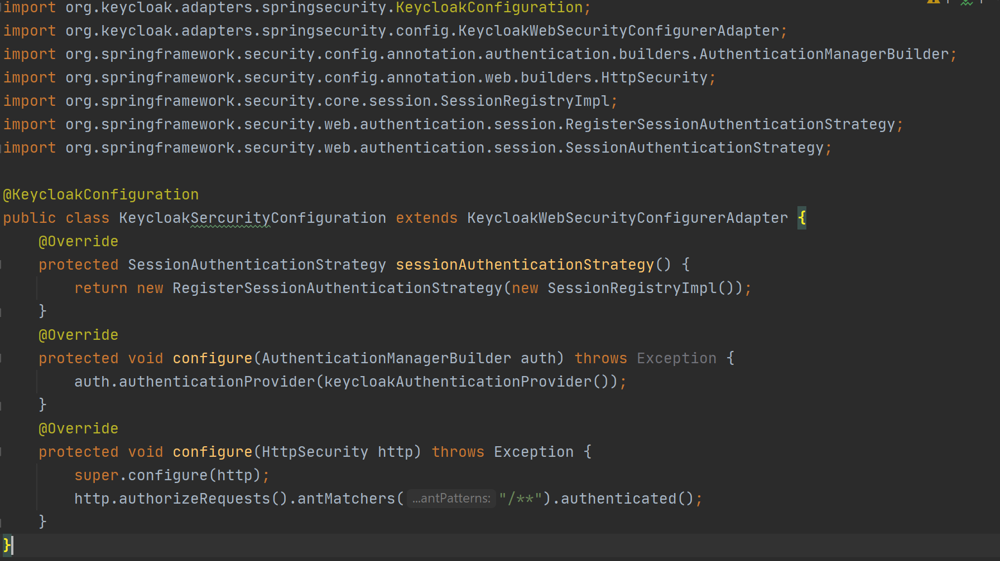 import org.keycloak.adapters.springsecurity.KeycloakConfiguration;
import org.keycloak.adapters.springsecurity.config.KeycloakWebSecurityConfigurerAdapter;
import org.springframework.security.config.annotation.authentication.builders.AuthenticationManagerBuilder;
import org.springframework.security.config.annotation.web.builders.HttpSecurity;
import org.springframework.security.core.session.SessionRegistryImpl;
import org.springframework.security.web.authentication.session.RegisterSessionAuthenticationStrategy;
import org.springframework.security.web.authentication.session.SessionAuthenticationStrategy;

@KeycloakConfiguration
public class KeycloakSercurityConfiguration extends KeycloakWebSecurityConfigurerAdapter {
    @Override
    protected SessionAuthenticationStrategy sessionAuthenticationStrategy() {
        return new RegisterSessionAuthenticationStrategy(new SessionRegistryImpl());
    }
    @Override
    protected void configure(AuthenticationManagerBuilder auth) throws Exception {
        auth.authenticationProvider(keycloakAuthenticationProvider());
    }
    @Override
    protected void configure(HttpSecurity http) throws Exception {
        super.configure(http);
        http.authorizeRequests().antMatchers( ...antPatterns: "/**").authenticated();
    }
}